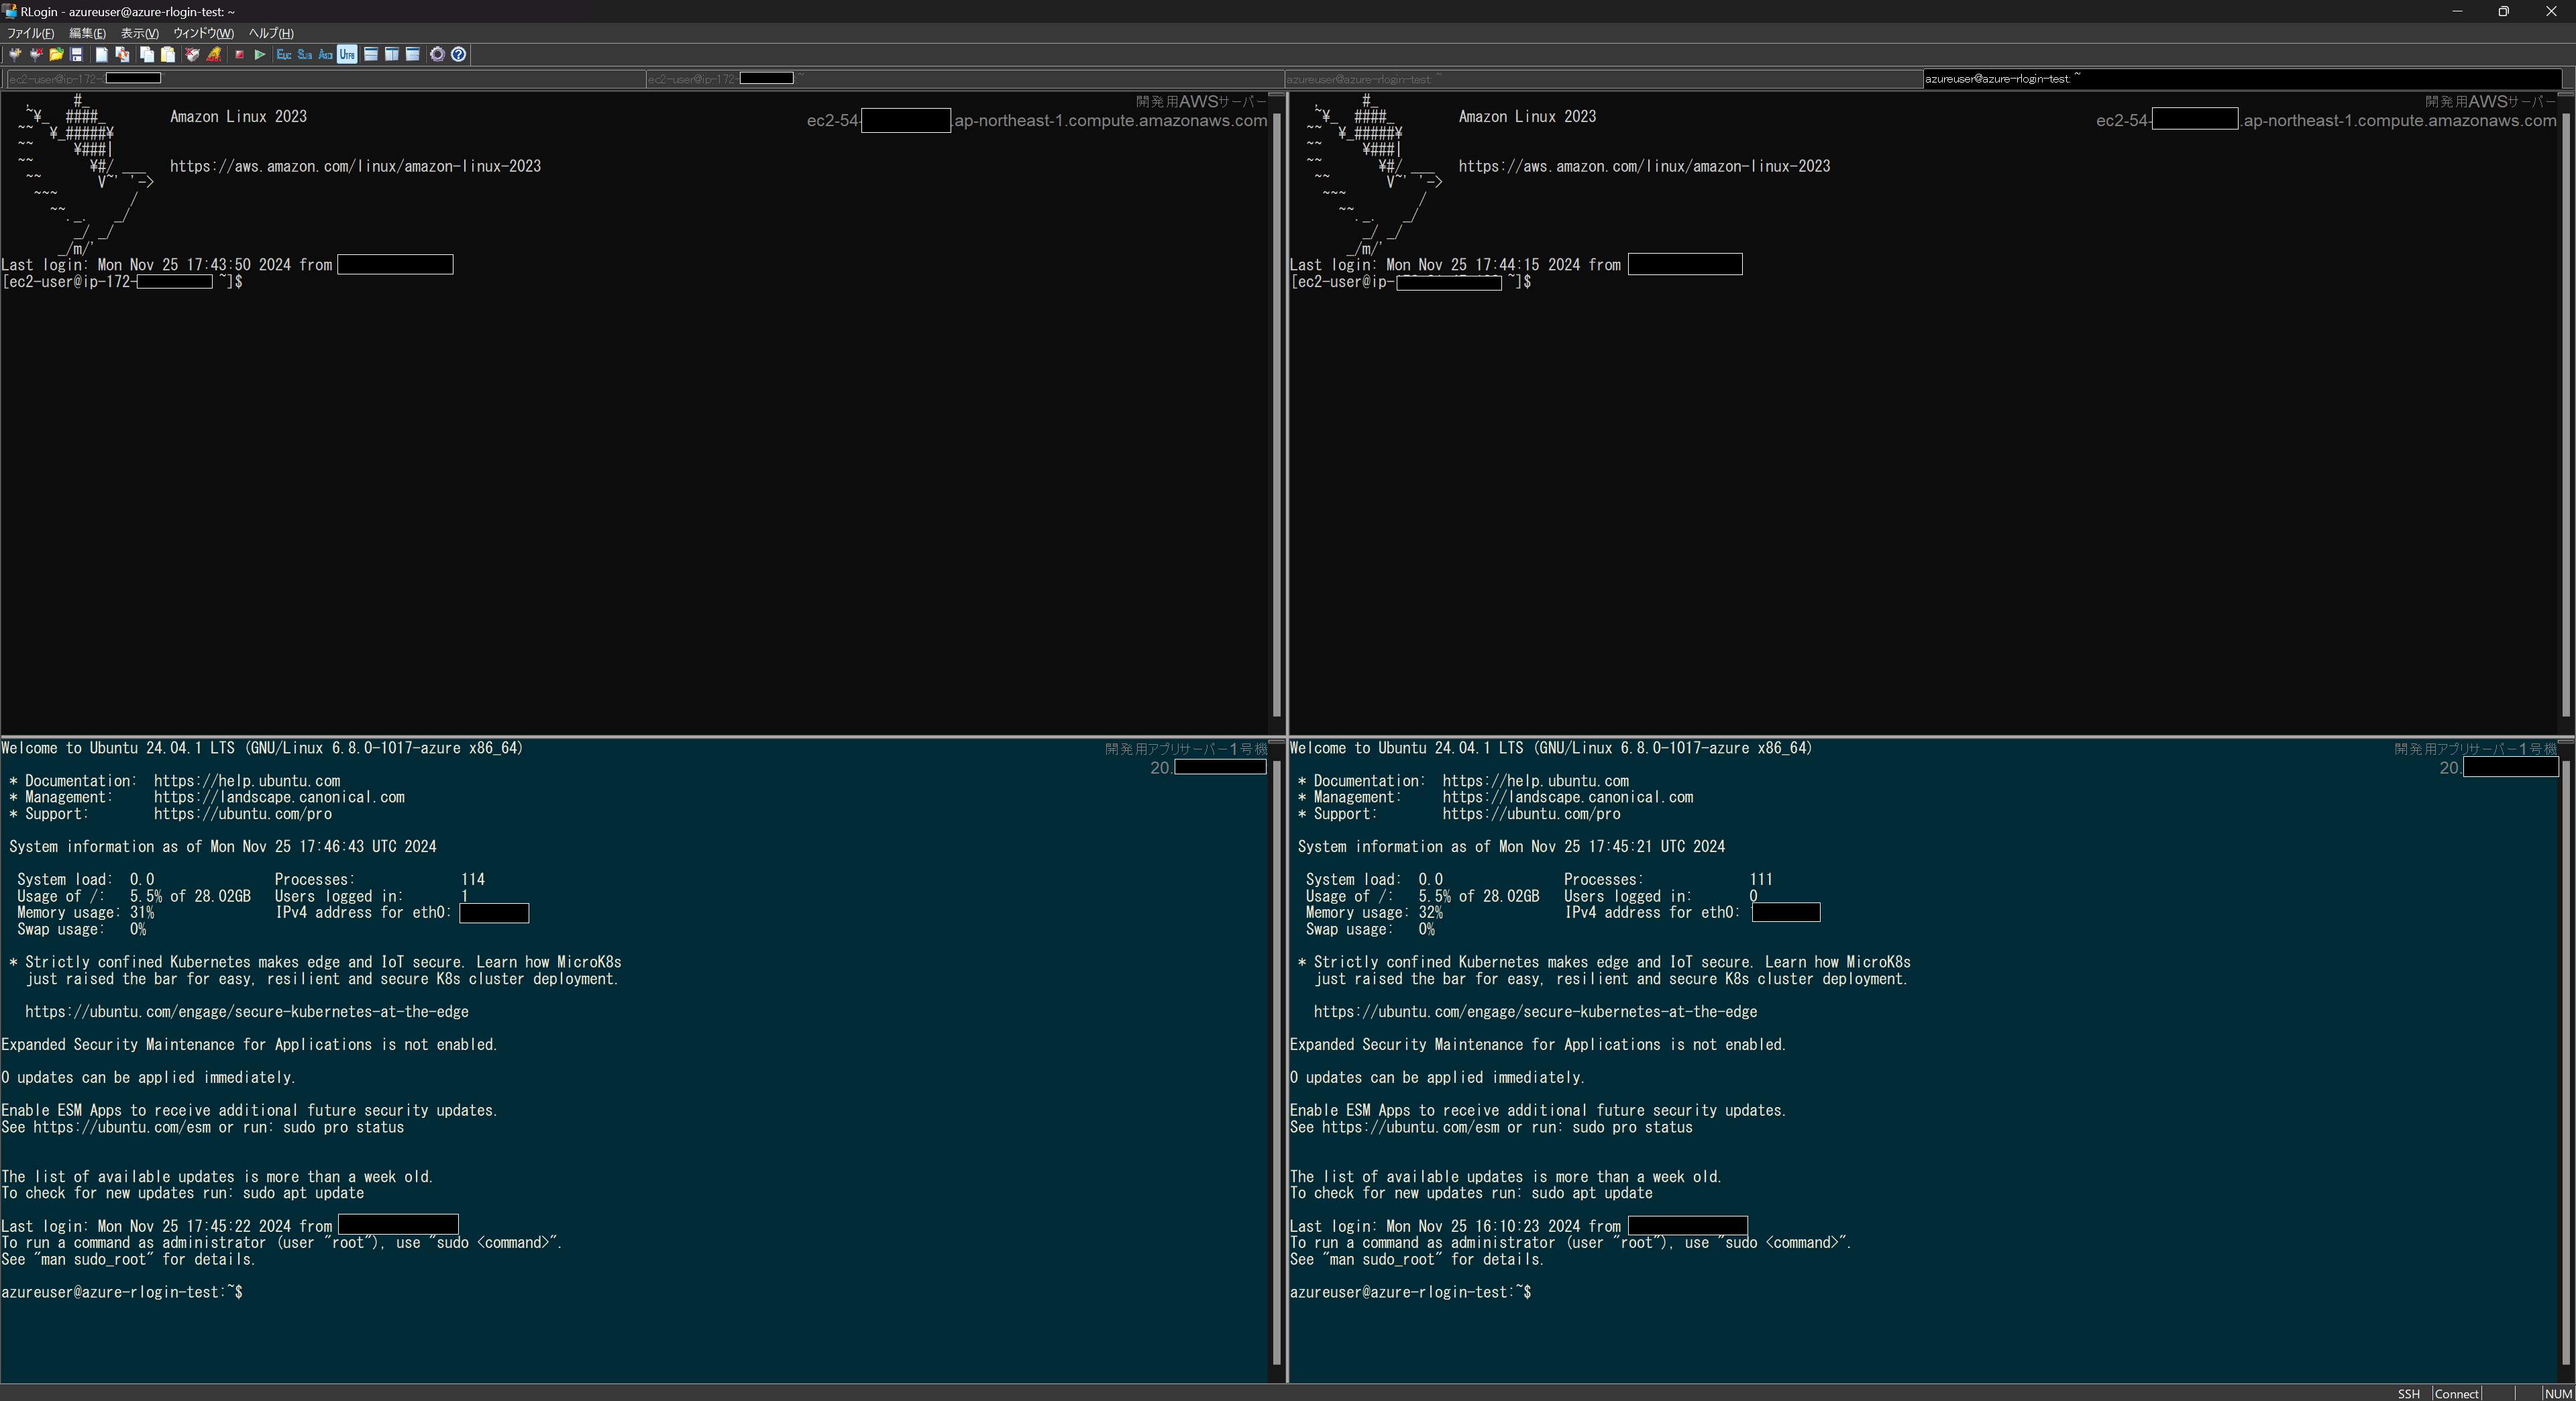 RLogin - azureuser@azure-rlogin-test: ~
ファイル(F) 編集(E) 表示(V) ウィンドウ(W) ヘルプ(H)
EUC SJIS ASCII UTF8
ec2-user@ip-172- ec2-user@ip-172- ~ azureuser@azure-rlogin-test: ~ azureuser@azure-rlogin-test: ~
   ,     #_
   ~¥_  ####_        Amazon Linux 2023
  ~~  ¥_#####¥
  ~~     ¥###|
  ~~       ¥#/ ___   https://aws.amazon.com/linux/amazon-linux-2023
   ~~       V~' '->
    ~~~         /
      ~~._.   _/
         _/ _/
       _/m/'
Last login: Mon Nov 25 17:43:50 2024 from
[ec2-user@ip-172- ~]$
開発用AWSサーバー
ec2-54- .ap-northeast-1.compute.amazonaws.com
   ,     #_
   ~¥_  ####_        Amazon Linux 2023
  ~~  ¥_#####¥
  ~~     ¥###|
  ~~       ¥#/ ___   https://aws.amazon.com/linux/amazon-linux-2023
   ~~       V~' '->
    ~~~         /
      ~~._.   _/
         _/ _/
       _/m/'
Last login: Mon Nov 25 17:44:15 2024 from
[ec2-user@ip- ~]$
開発用AWSサーバー
ec2-54- .ap-northeast-1.compute.amazonaws.com
Welcome to Ubuntu 24.04.1 LTS (GNU/Linux 6.8.0-1017-azure x86_64)
開発用アプリサーバー1号機
20.
 * Documentation:  https://help.ubuntu.com
 * Management:     https://landscape.canonical.com
 * Support:        https://ubuntu.com/pro
 System information as of Mon Nov 25 17:46:43 UTC 2024
  System load:  0.0               Processes:             114
  Usage of /:   5.5% of 28.02GB   Users logged in:       1
  Memory usage: 31%               IPv4 address for eth0:
  Swap usage:   0%
 * Strictly confined Kubernetes makes edge and IoT secure. Learn how MicroK8s
   just raised the bar for easy, resilient and secure K8s cluster deployment.
   https://ubuntu.com/engage/secure-kubernetes-at-the-edge
Expanded Security Maintenance for Applications is not enabled.
0 updates can be applied immediately.
Enable ESM Apps to receive additional future security updates.
See https://ubuntu.com/esm or run: sudo pro status
The list of available updates is more than a week old.
To check for new updates run: sudo apt update
Last login: Mon Nov 25 17:45:22 2024 from
To run a command as administrator (user "root"), use "sudo <command>".
See "man sudo_root" for details.
azureuser@azure-rlogin-test:~$
Welcome to Ubuntu 24.04.1 LTS (GNU/Linux 6.8.0-1017-azure x86_64)
開発用アプリサーバー1号機
20.
 * Documentation:  https://help.ubuntu.com
 * Management:     https://landscape.canonical.com
 * Support:        https://ubuntu.com/pro
 System information as of Mon Nov 25 17:45:21 UTC 2024
  System load:  0.0               Processes:             111
  Usage of /:   5.5% of 28.02GB   Users logged in:       0
  Memory usage: 32%               IPv4 address for eth0:
  Swap usage:   0%
 * Strictly confined Kubernetes makes edge and IoT secure. Learn how MicroK8s
   just raised the bar for easy, resilient and secure K8s cluster deployment.
   https://ubuntu.com/engage/secure-kubernetes-at-the-edge
Expanded Security Maintenance for Applications is not enabled.
0 updates can be applied immediately.
Enable ESM Apps to receive additional future security updates.
See https://ubuntu.com/esm or run: sudo pro status
The list of available updates is more than a week old.
To check for new updates run: sudo apt update
Last login: Mon Nov 25 16:10:23 2024 from
To run a command as administrator (user "root"), use "sudo <command>".
See "man sudo_root" for details.
azureuser@azure-rlogin-test:~$
SSH Connect NUM